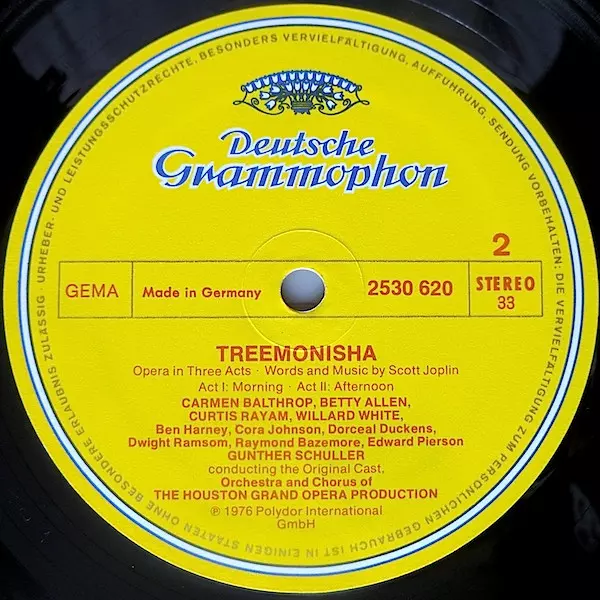 Deutsche
Grammophon
2
GEMA
Made in Germany
2530 620
STEREO
33
TREEMONISHA
Opera in Three Acts · Words and Music by Scott Joplin
Act I: Morning · Act II: Afternoon
CARMEN BALTHROP, BETTY ALLEN,
CURTIS RAYAM, WILLARD WHITE,
Ben Harney, Cora Johnson, Dorceal Duckens,
Dwight Ramsom, Raymond Bazemore, Edward Pierson
GUNTHER SCHULLER
conducting the Original Cast,
Orchestra and Chorus of
THE HOUSTON GRAND OPERA PRODUCTION
℗ 1976 Polydor International
GmbH
URHEBER- UND LEISTUNGSSCHUTZRECHTE, BESONDERS VERVIELFÄLTIGUNG, AUFFÜHRUNG, SENDUNG VORBEHALTEN: DIE VERVIELFÄLTIGUNG ZUM PERSÖNLICHEN GEBRAUCH IST IN EINIGEN STAATEN OHNE BESONDERE ERLAUBNIS ZULÄSSIG